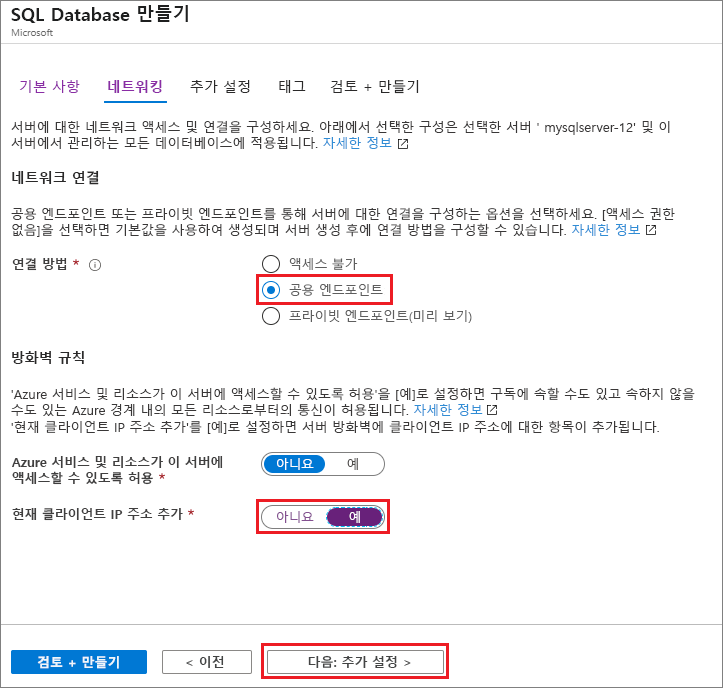 SQL Database 만들기
Microsoft
기본 사항 네트워킹 추가 설정 태그 검토 + 만들기
서버에 대한 네트워크 액세스 및 연결을 구성하세요. 아래에서 선택한 구성은 선택한 서버 ' mysqlserver-12' 및 이
서버에서 관리하는 모든 데이터베이스에 적용됩니다. 자세한 정보
네트워크 연결
공용 엔드포인트 또는 프라이빗 엔드포인트를 통해 서버에 대한 연결을 구성하는 옵션을 선택하세요. [액세스 권한
없음]을 선택하면 기본값을 사용하여 생성되며 서버 생성 후에 연결 방법을 구성할 수 있습니다. 자세한 정보
연결 방법 *
액세스 불가
공용 엔드포인트
프라이빗 엔드포인트(미리 보기)
방화벽 규칙
'Azure 서비스 및 리소스가 이 서버에 액세스할 수 있도록 허용'을 [예]로 설정하면 구독에 속할 수도 있고 속하지 않을
수도 있는 Azure 경계 내의 모든 리소스로부터의 통신이 허용됩니다. 자세한 정보
'현재 클라이언트 IP 주소 추가'를 [예]로 설정하면 서버 방화벽에 클라이언트 IP 주소에 대한 항목이 추가됩니다.
Azure 서비스 및 리소스가 이 서버에
액세스할 수 있도록 허용 *
아니요 예
현재 클라이언트 IP 주소 추가 *
아니요 예
검토 + 만들기 < 이전 다음: 추가 설정 >